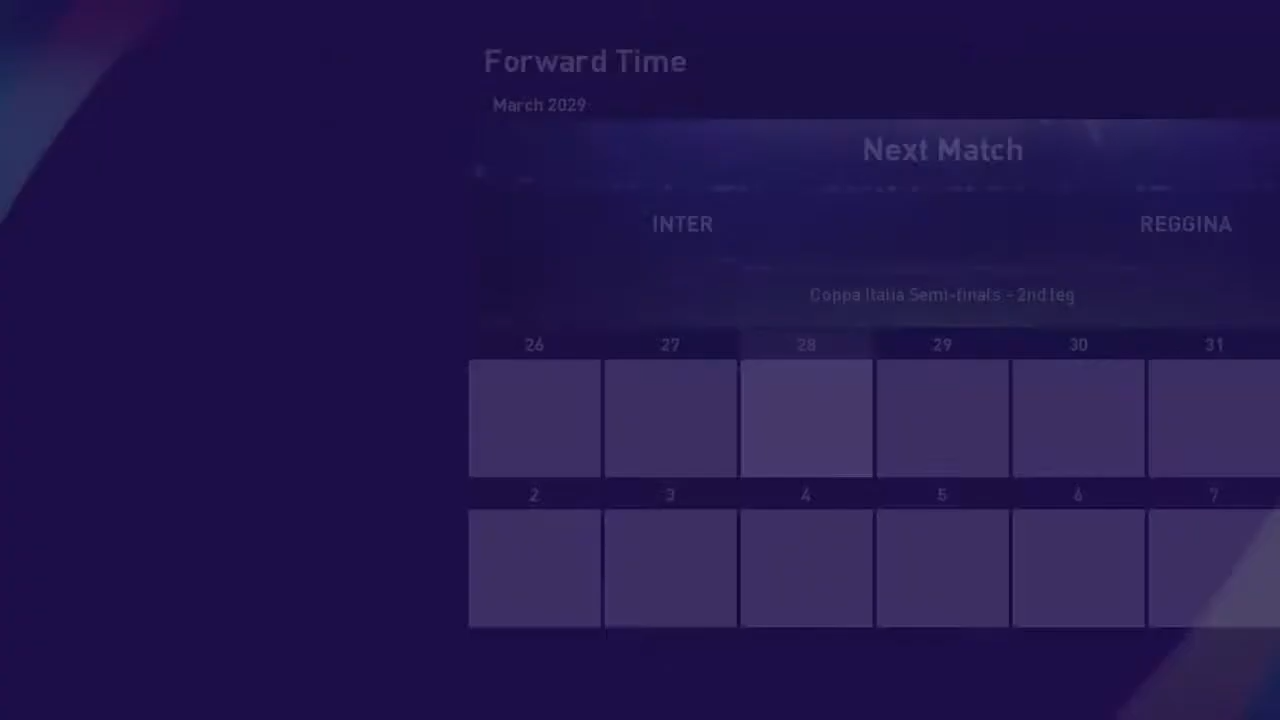 Forward Time
March 2029
Next Match
INTER REGGINA
Coppa Italia Semi-finals - 2nd leg
26 27 28 29 30 31
2 3 4 5 6 7